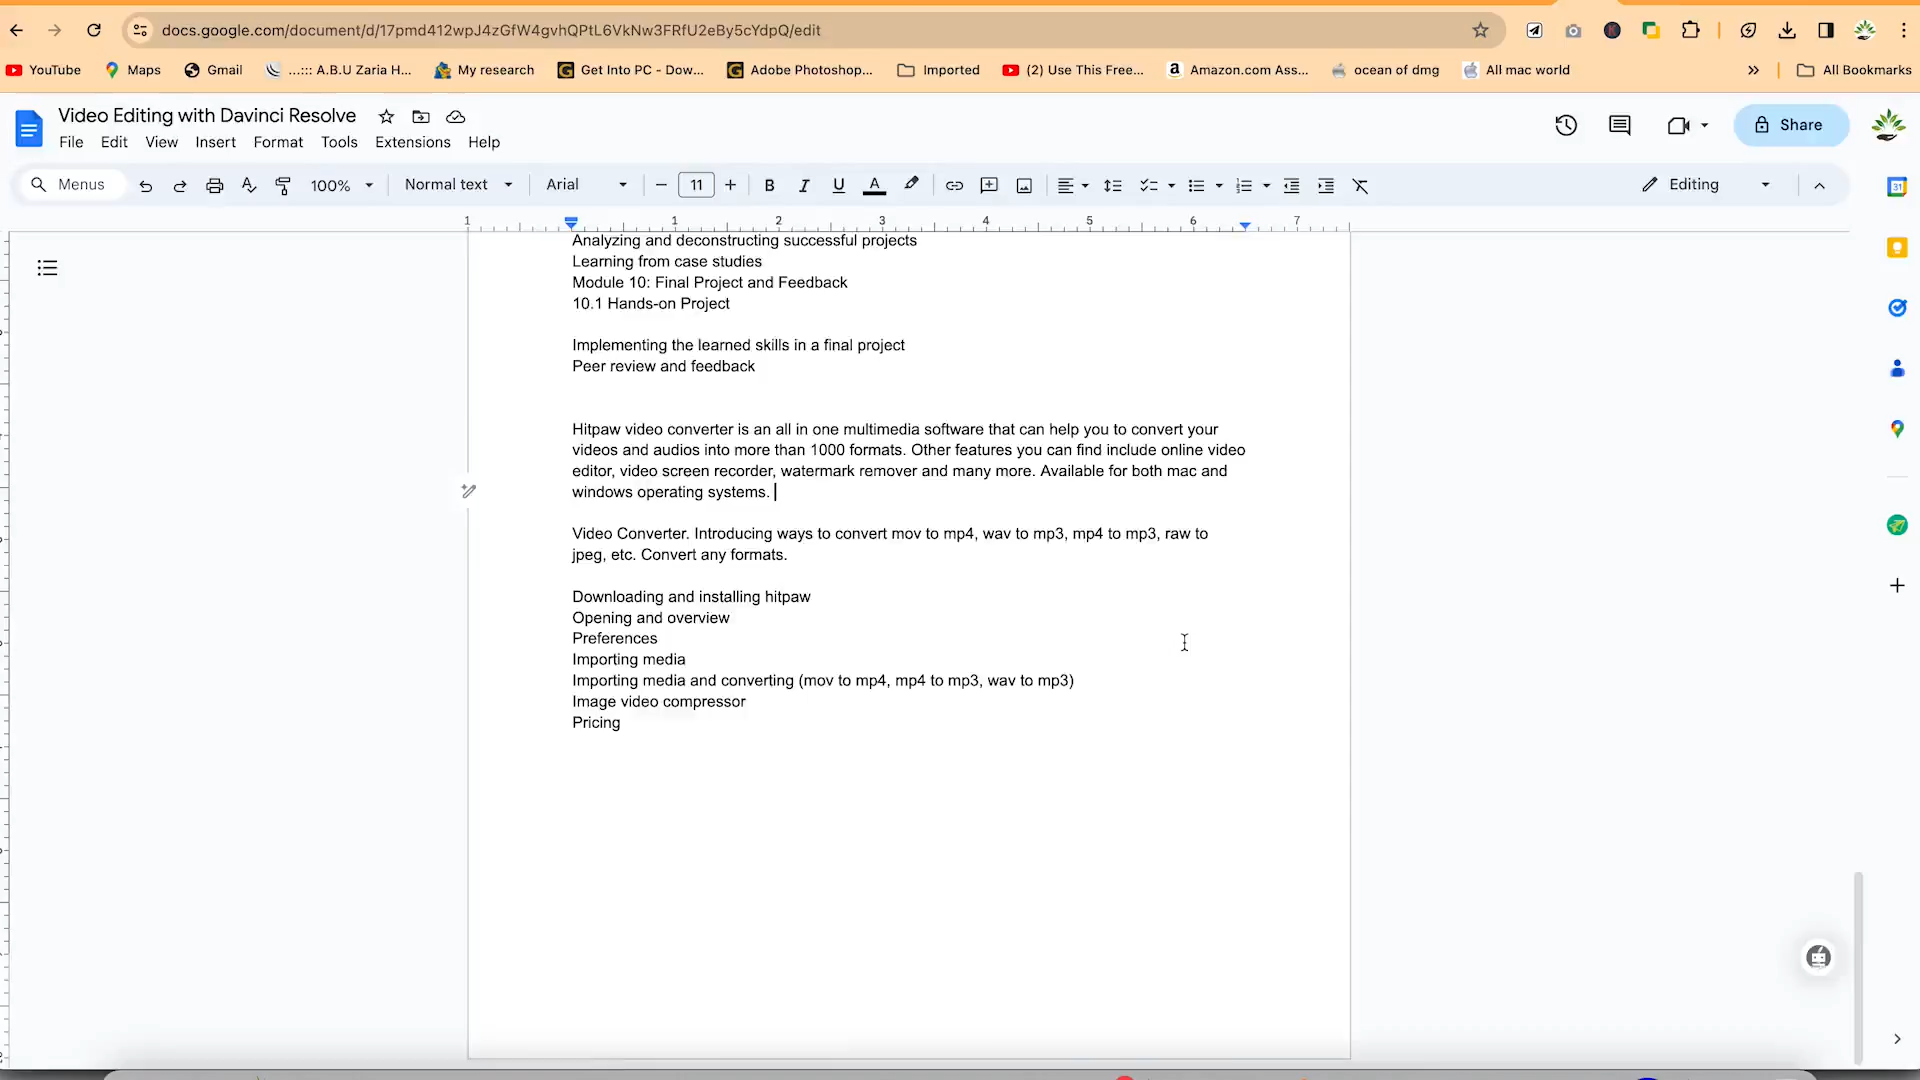 docs.google.com/document/d/17pmd412wpJ4zGfW4gvhQPtL6VkNw3FRfU2eBy5cYdpQ/edit
YouTube Maps Gmail ...::: A.B.U Zaria H... My research Get Into PC - Dow... Adobe Photoshop... Imported (2) Use This Free... Amazon.com Ass... ocean of dmg All mac world All Bookmarks
Video Editing with Davinci Resolve
File Edit View Insert Format Tools Extensions Help
Share
Menus 100% Normal text Arial 11 Editing
1 1 2 3 4 5 6 7
Analyzing and deconstructing successful projects
Learning from case studies
Module 10: Final Project and Feedback
10.1 Hands-on Project
Implementing the learned skills in a final project
Peer review and feedback
Hitpaw video converter is an all in one multimedia software that can help you to convert your
videos and audios into more than 1000 formats. Other features you can find include online video
editor, video screen recorder, watermark remover and many more. Available for both mac and
windows operating systems.
Video Converter. Introducing ways to convert mov to mp4, wav to mp3, mp4 to mp3, raw to
jpeg, etc. Convert any formats.
Downloading and installing hitpaw
Opening and overview
Preferences
Importing media
Importing media and converting (mov to mp4, mp4 to mp3, wav to mp3)
Image video compressor
Pricing